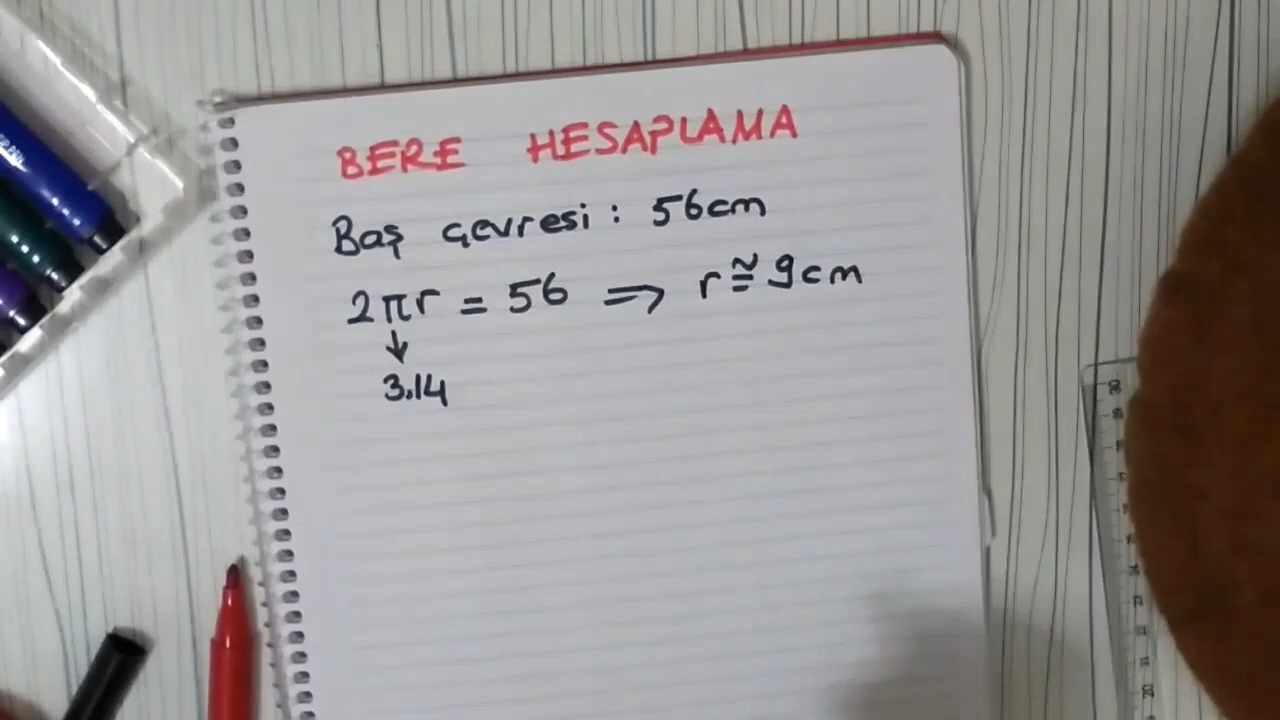 BERE HESAPLAMA
Baş çevresi : 56cm
2πr = 56 => r ≅ 9cm
↓
3.14